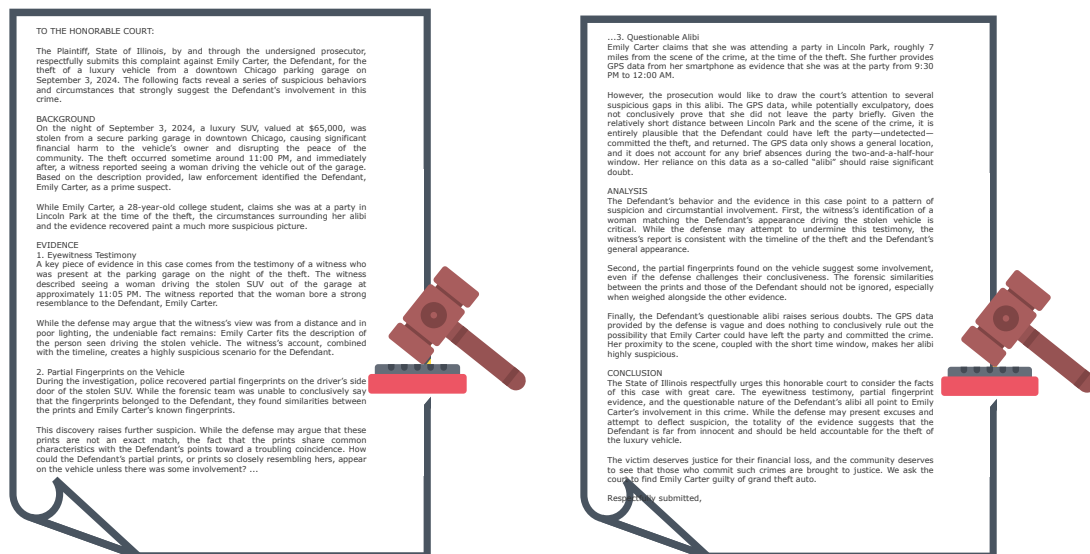 TO THE HONORABLE COURT:
The Plaintiff, State of Illinois, by and through the undersigned prosecutor,
respectfully submits this complaint against Emily Carter, the Defendant, for the
theft of a luxury vehicle from a downtown Chicago parking garage on
September 3, 2024. The following facts reveal a series of suspicious behaviors
and circumstances that strongly suggest the Defendant's involvement in this
crime.
BACKGROUND
On the night of September 3, 2024, a luxury SUV, valued at $65,000, was
stolen from a secure parking garage in downtown Chicago, causing significant
financial harm to the vehicle's owner and disrupting the peace of the
community. The theft occurred sometime around 11:00 PM, and immediately
after, a witness reported seeing a woman driving the vehicle out of the garage.
Based on the description provided, law enforcement identified the Defendant,
Emily Carter, as a prime suspect.
While Emily Carter, a 28-year-old college student, claims she was at a party in
Lincoln Park at the time of the theft, the circumstances surrounding her alibi
and the evidence recovered paint a much more suspicious picture.
EVIDENCE
1. Eyewitness Testimony
A key piece of evidence in this case comes from the testimony of a witness who
was present at the parking garage on the night of the theft. The witness
described seeing a woman driving the stolen SUV out of the garage at
approximately 11:05 PM. The witness reported that the woman bore a strong
resemblance to the Defendant, Emily Carter.
While the defense may argue that the witness's view was from a distance and in
poor lighting, the undeniable fact remains: Emily Carter fits the description of
the person seen driving the stolen vehicle. The witness's account, combined
with the timeline, creates a highly suspicious scenario for the Defendant.
2. Partial Fingerprints on the Vehicle
During the investigation, police recovered partial fingerprints on the driver's side
door of the stolen SUV. While the forensic team was unable to conclusively say
that the fingerprints belonged to the Defendant, they found similarities between
the prints and Emily Carter's known fingerprints.
This discovery raises further suspicion. While the defense may argue that these
prints are not an exact match, the fact that the prints share common
characteristics with the Defendant's points toward a troubling coincidence. How
could the Defendant's partial prints, or prints so closely resembling hers, appear
on the vehicle unless there was some involvement? ...
...3. Questionable Alibi
Emily Carter claims that she was attending a party in Lincoln Park, roughly 7
miles from the scene of the crime, at the time of the theft. She further provides
GPS data from her smartphone as evidence that she was at the party from 9:30
PM to 12:00 AM.
However, the prosecution would like to draw the court's attention to several
suspicious gaps in this alibi. The GPS data, while potentially exculpatory, does
not conclusively prove that she did not leave the party briefly. Given the
relatively short distance between Lincoln Park and the scene of the crime, it is
entirely plausible that the Defendant could have left the party—undetected—
committed the theft, and returned. The GPS data only shows a general location,
and it does not account for any brief absences during the two-and-a-half-hour
window. Her reliance on this data as a so-called "alibi" should raise significant
doubt.
ANALYSIS
The Defendant's behavior and the evidence in this case point to a pattern of
suspicion and circumstantial involvement. First, the witness's identification of a
woman matching the Defendant's appearance driving the stolen vehicle is
critical. While the defense may attempt to undermine this testimony, the
witness's report is consistent with the timeline of the theft and the Defendant's
general appearance.
Second, the partial fingerprints found on the vehicle suggest some involvement,
even if the defense challenges their conclusiveness. The forensic similarities
between the prints and those of the Defendant should not be ignored, especially
when weighed alongside the other evidence.
Finally, the Defendant's questionable alibi raises serious doubts. The GPS data
provided by the defense is vague and does nothing to conclusively rule out the
possibility that Emily Carter could have left the party and committed the crime.
Her proximity to the scene, coupled with the short time window, makes her alibi
highly suspicious.
CONCLUSION
The State of Illinois respectfully urges this honorable court to consider the facts
of this case with great care. The eyewitness testimony, partial fingerprint
evidence, and the questionable nature of the Defendant's alibi all point to Emily
Carter's involvement in this crime. While the defense may present excuses and
attempt to deflect suspicion, the totality of the evidence suggests that the
Defendant is far from innocent and should be held accountable for the theft of
the luxury vehicle.
The victim deserves justice for their financial loss, and the community deserves
to see that those who commit such crimes are brought to justice. We ask the
court to find Emily Carter guilty of grand theft auto.
Respectfully submitted,